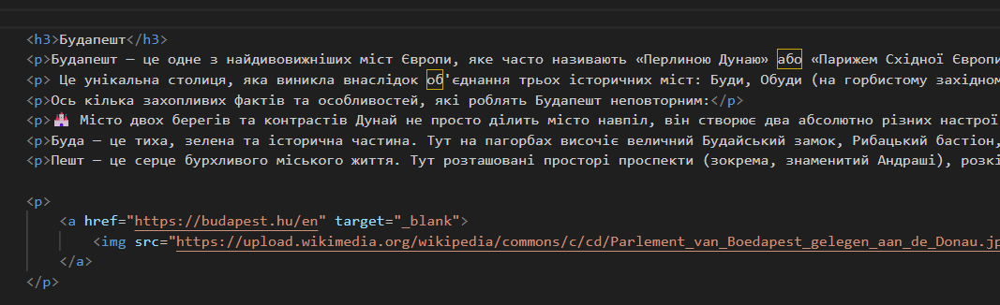 <h3>Будапешт</h3>
<p>Будапешт — це одне з найдивовижніших міст Європи, яке часто називають «Перлиною Дунаю» або «Парижем Східної Європи
<p> Це унікальна столиця, яка виникла внаслідок об'єднання трьох історичних міст: Буди, Обуди (на горбистому західном
<p>Ось кілька захопливих фактів та особливостей, які роблять Будапешт неповторним:</p>
<p>🏰 Місто двох берегів та контрастів Дунай не просто ділить місто навпіл, він створює два абсолютно різних настрої
<p>Буда — це тиха, зелена та історична частина. Тут на пагорбах височіє величний Будайський замок, Рибацький бастіон,
<p>Пешт — це серце бурхливого міського життя. Тут розташовані просторі проспекти (зокрема, знаменитий Андраші), розкі
<p>
<a href="https://budapest.hu/en" target="_blank">
<img src="https://upload.wikimedia.org/wikipedia/commons/c/cd/Parlement_van_Boedapest_gelegen_aan_de_Donau.jp
</a>
</p>